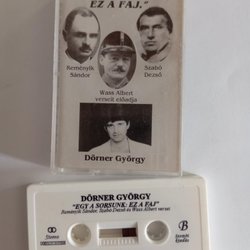 EZ A FAJ."
Reményik
Sándor
Szabó
Dezső
Wass Albert
verseit előadja
Dörner György
DÖRNER GYÖRGY
"EGY A SORSUNK: EZ A FAJ."
Reményik Sándor, Szabó Dezső és Wass Albert versei
B